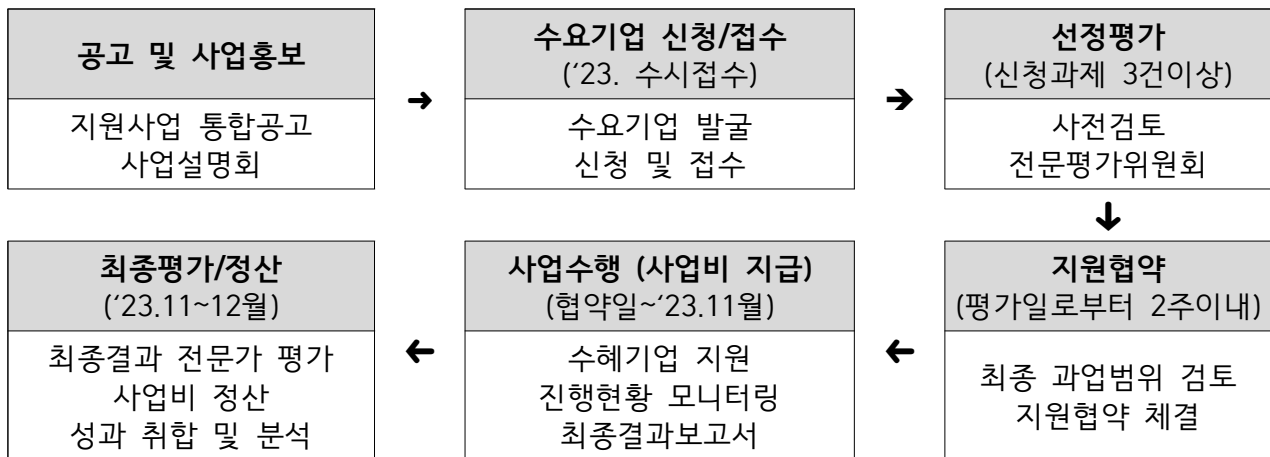 공고 및 사업홍보
지원사업 통합공고
사업설명회
➜
수요기업 신청/접수
(‘23. 수시접수)
수요기업 발굴
신청 및 접수
➔
선정평가
(신청과제 3건이상)
사전검토
전문평가위원회
↓
지원협약
(평가일로부터 2주이내)
최종 과업범위 검토
지원협약 체결
←
사업수행 (사업비 지급)
(협약일~‘23.11월)
수혜기업 지원
진행현황 모니터링
최종결과보고서
←
최종평가/정산
(‘23.11~12월)
최종결과 전문가 평가
사업비 정산
성과 취합 및 분석